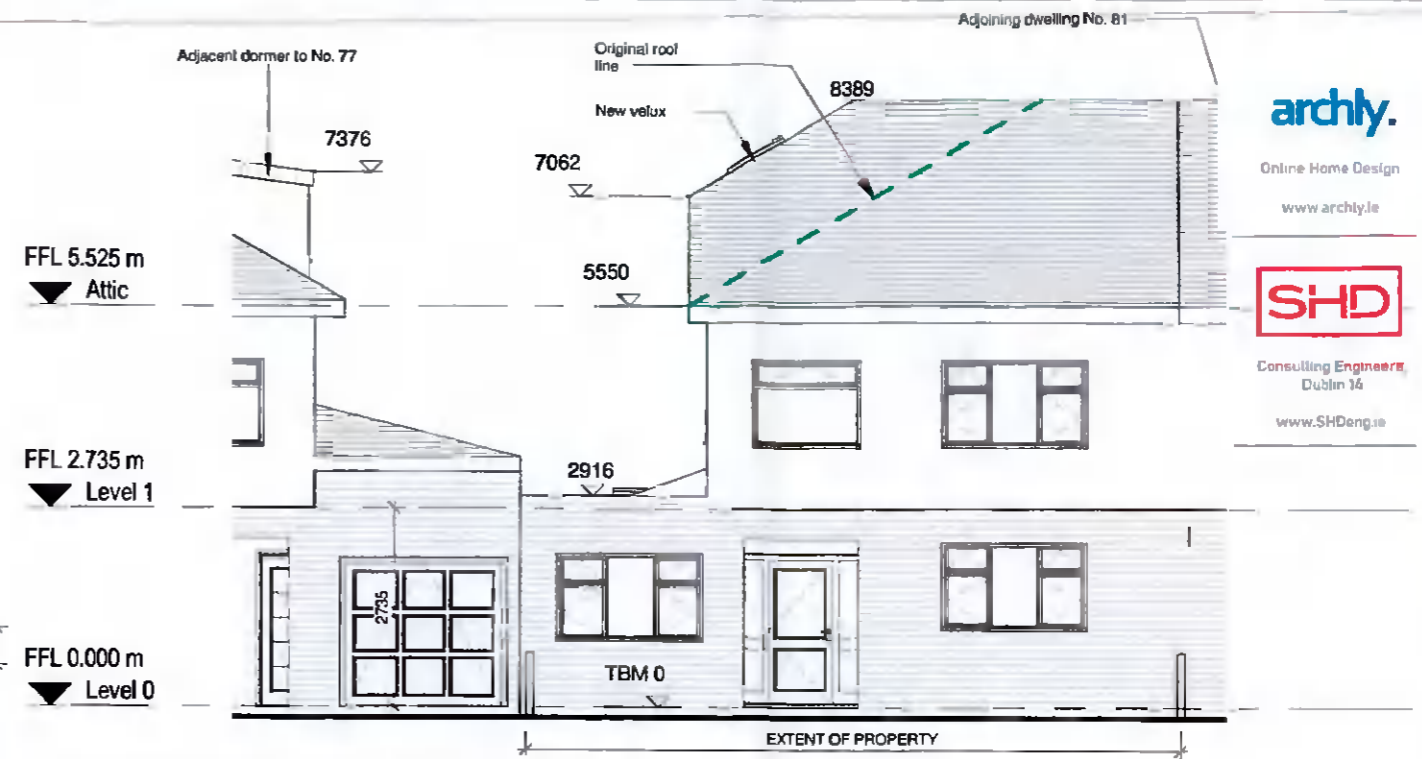 Adjoining dwelling No. 81
Adjacent dormer to No. 77
Original roof
line
8389
New velux
7376
7062
archly.
Online Home Design
www.archly.ie
FFL 5.525 m
Attic
5550
SHD
Consulting Engineers
Dublin 14
www.SHDeng.ie
FFL 2.735 m
Level 1
2916
2735
FFL 0.000 m
Level 0
TBM 0
EXTENT OF PROPERTY